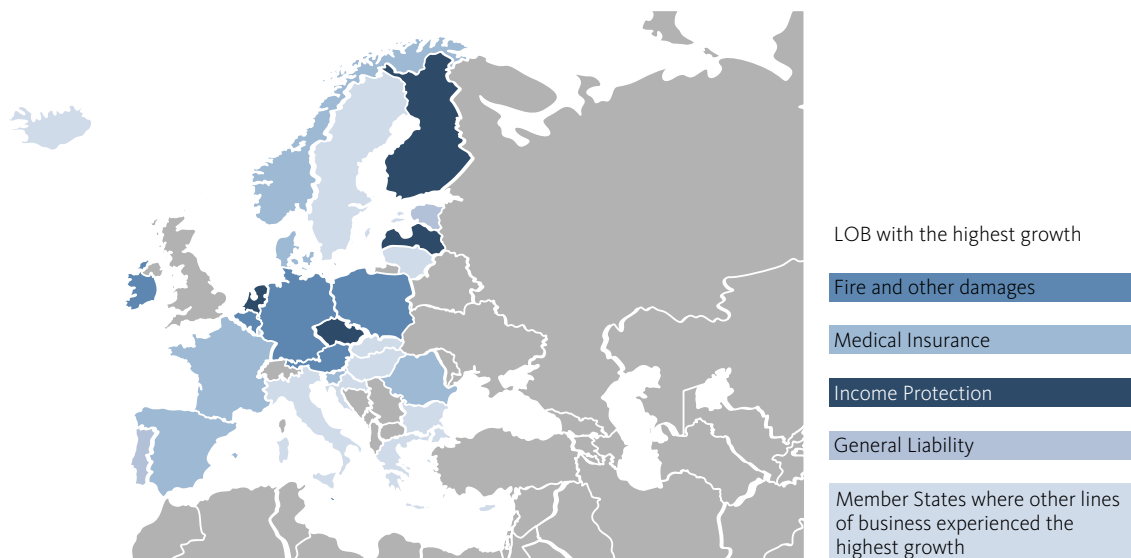 LOB with the highest growth
Fire and other damages
Medical Insurance
Income Protection
General Liability
Member States where other lines
of business experienced the
highest growth